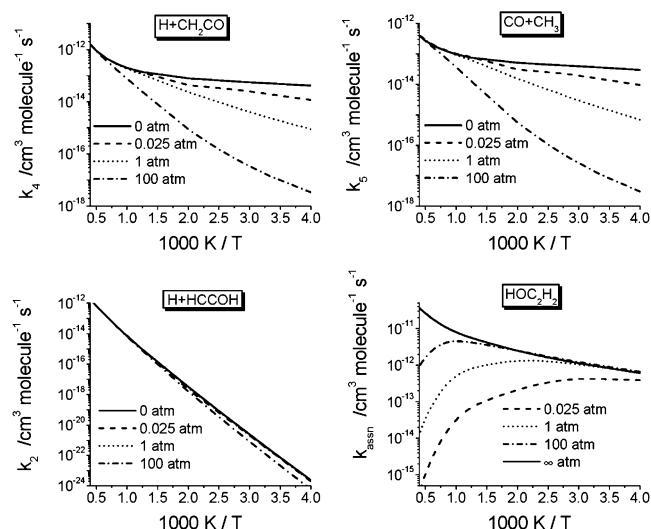 H+CH₂CO
k₄ /cm³ molecule⁻¹ s⁻¹
10⁻¹²
10⁻¹⁴
10⁻¹⁶
10⁻¹⁸
0 atm
0.025 atm
1 atm
100 atm
0.5 1.0 1.5 2.0 2.5 3.0 3.5 4.0
1000 K / T
CO+CH₃
k₅ /cm³ molecule⁻¹ s⁻¹
10⁻¹²
10⁻¹⁴
10⁻¹⁶
10⁻¹⁸
0 atm
0.025 atm
1 atm
100 atm
0.5 1.0 1.5 2.0 2.5 3.0 3.5 4.0
1000 K / T
H+HCCOH
k₂ /cm³ molecule⁻¹ s⁻¹
10⁻¹²
10⁻¹⁴
10⁻¹⁶
10⁻¹⁸
10⁻²⁰
10⁻²²
10⁻²⁴
0 atm
0.025 atm
1 atm
100 atm
0.5 1.0 1.5 2.0 2.5 3.0 3.5 4.0
1000 K / T
HOC₂H₂
kₐₛₛₙ /cm³ molecule⁻¹ s⁻¹
10⁻¹¹
10⁻¹²
10⁻¹³
10⁻¹⁴
10⁻¹⁵
0.025 atm
1 atm
100 atm
∞ atm
0.5 1.0 1.5 2.0 2.5 3.0 3.5 4.0
1000 K / T